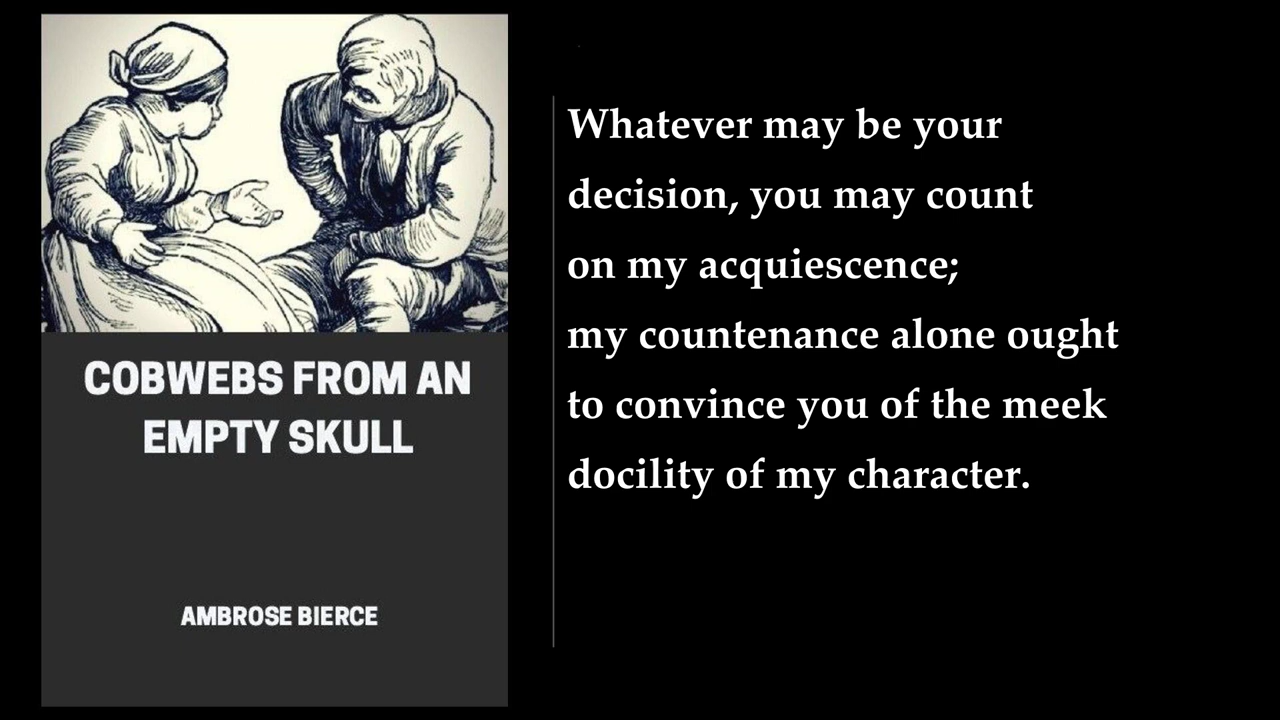 COBWEBS FROM AN
EMPTY SKULL
AMBROSE BIERCE
Whatever may be your
decision, you may count
on my acquiescence;
my countenance alone ought
to convince you of the meek
docility of my character.